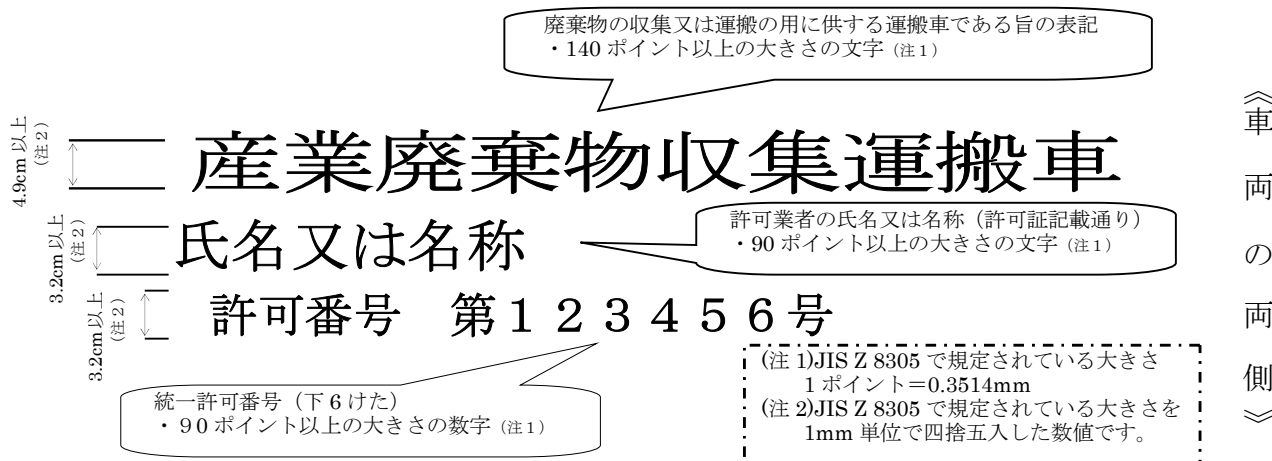 廃棄物の収集又は運搬の用に供する運搬車である旨の表記
・140 ポイント以上の大きさの文字（注１）
4.9cm 以上
（注２）
産業廃棄物収集運搬車
3.2cm 以上
（注２）
氏名又は名称
許可業者の氏名又は名称（許可証記載通り）
・90 ポイント以上の大きさの文字（注１）
3.2cm 以上
（注２）
許可番号　第１２３４５６号
統一許可番号（下 6 けた）
・９0 ポイント以上の大きさの数字（注１）
(注 1)JIS Z 8305 で規定されている大きさ
1 ポイント＝0.3514mm
(注 2)JIS Z 8305 で規定されている大きさを
1mm 単位で四捨五入した数値です。
《車両の両側》